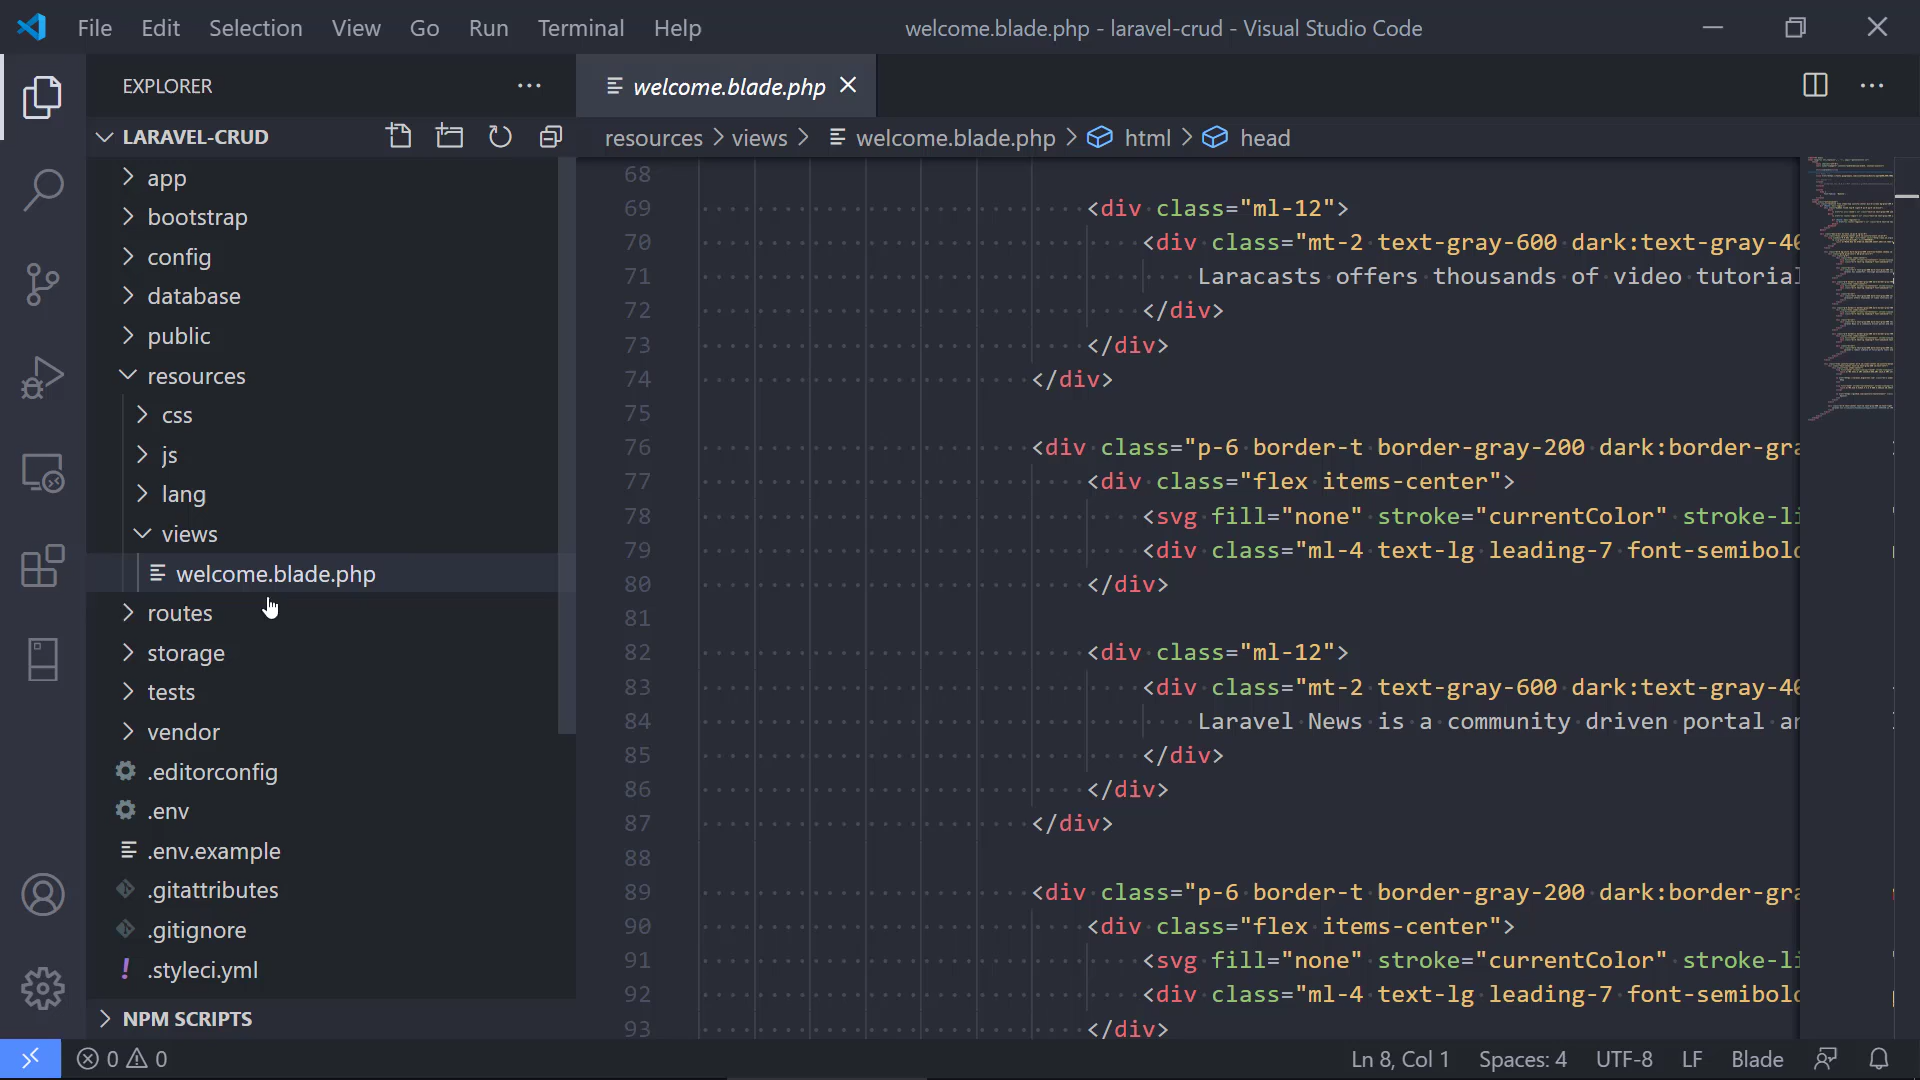 File Edit Selection View Go Run Terminal Help
welcome.blade.php - laravel-crud - Visual Studio Code
EXPLORER
LARAVEL-CRUD
app
bootstrap
config
database
public
resources
css
js
lang
views
welcome.blade.php
routes
storage
tests
vendor
.editorconfig
.env
.env.example
.gitattributes
.gitignore
.styleci.yml
NPM SCRIPTS
welcome.blade.php
resources > views > welcome.blade.php > html > head
68
69 <div class="ml-12">
70 <div class="mt-2 text-gray-600 dark:text-gray-40
71 Laracasts offers thousands of video tutorial
72 </div>
73 </div>
74 </div>
75
76 <div class="p-6 border-t border-gray-200 dark:border-gra
77 <div class="flex items-center">
78 <svg fill="none" stroke="currentColor" stroke-li
79 <div class="ml-4 text-lg leading-7 font-semibold
80 </div>
81
82 <div class="ml-12">
83 <div class="mt-2 text-gray-600 dark:text-gray-40
84 Laravel News is a community driven portal an
85 </div>
86 </div>
87 </div>
88
89 <div class="p-6 border-t border-gray-200 dark:border-gra
90 <div class="flex items-center">
91 <svg fill="none" stroke="currentColor" stroke-li
92 <div class="ml-4 text-lg leading-7 font-semibold
93 </div>
0 0
Ln 8, Col 1 Spaces: 4 UTF-8 LF Blade